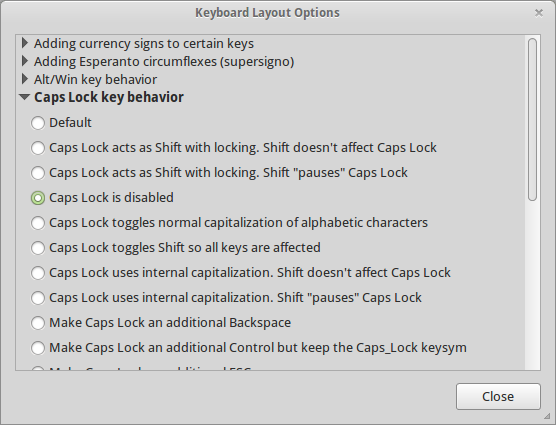 Keyboard Layout Options
Adding currency signs to certain keys
Adding Esperanto circumflexes (supersigno)
Alt/Win key behavior
Caps Lock key behavior
Default
Caps Lock acts as Shift with locking. Shift doesn't affect Caps Lock
Caps Lock acts as Shift with locking. Shift "pauses" Caps Lock
Caps Lock is disabled
Caps Lock toggles normal capitalization of alphabetic characters
Caps Lock toggles Shift so all keys are affected
Caps Lock uses internal capitalization. Shift doesn't affect Caps Lock
Caps Lock uses internal capitalization. Shift "pauses" Caps Lock
Make Caps Lock an additional Backspace
Make Caps Lock an additional Control but keep the Caps_Lock keysym
Close